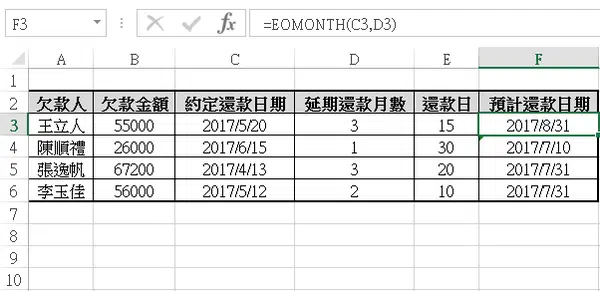 F3 =EOMONTH(C3,D3)
A B C D E F
1
2 欠款人 欠款金額 約定還款日期 延期還款月數 還款日 預計還款日期
3 王立人 55000 2017/5/20 3 15 2017/8/31
4 陳順禮 26000 2017/6/15 1 30 2017/7/10
5 張逸帆 67200 2017/4/13 3 20 2017/7/31
6 李玉佳 56000 2017/5/12 2 10 2017/7/31
7
8
9
10